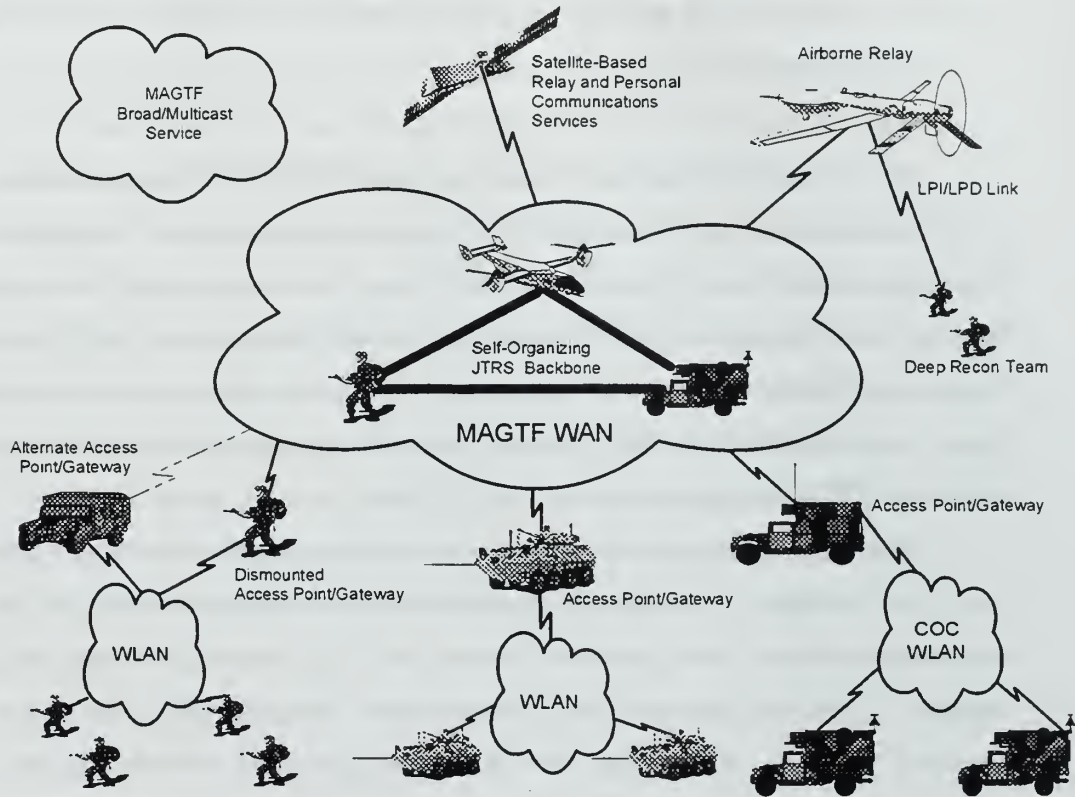 MAGTF
Broad/Multicast
Service
Satellite-Based
Relay and Personal
Communications
Services
Airborne Relay
LPI/LPD Link
Self-Organizing
JTRS Backbone
Deep Recon Team
MAGTF WAN
Alternate Access
Point/Gateway
Access Point/Gateway
Dismounted
Access Point/Gateway
Access Point/Gateway
WLAN
WLAN
COC
WLAN